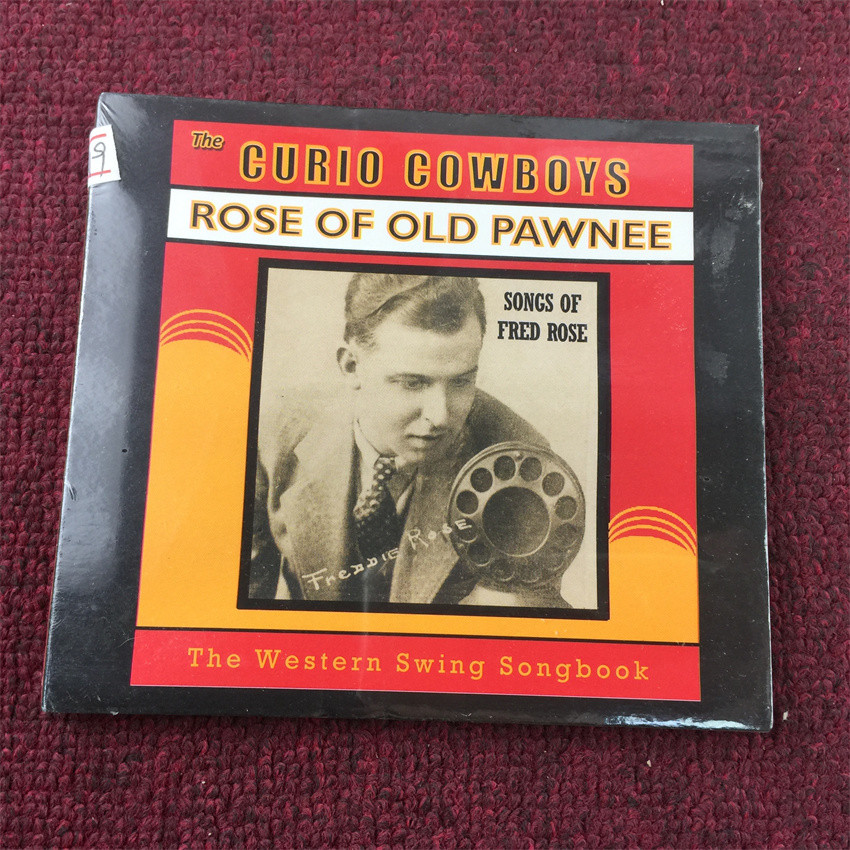 The
CURIO COWBOYS
ROSE OF OLD PAWNEE
SONGS OF
FRED ROSE
FREDDIE ROSE
The Western Swing Songbook